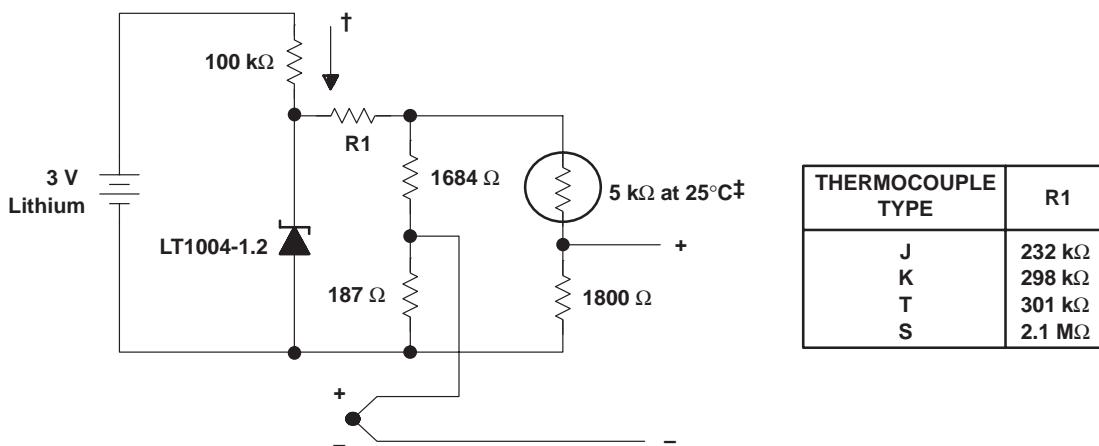 †
100 kΩ
R1
3 V
Lithium
1684 Ω
5 kΩ at 25°C‡
+
LT1004-1.2
187 Ω
1800 Ω
+
–
–
THERMOCOUPLE
TYPE
R1
J 232 kΩ
K 298 kΩ
T 301 kΩ
S 2.1 MΩ